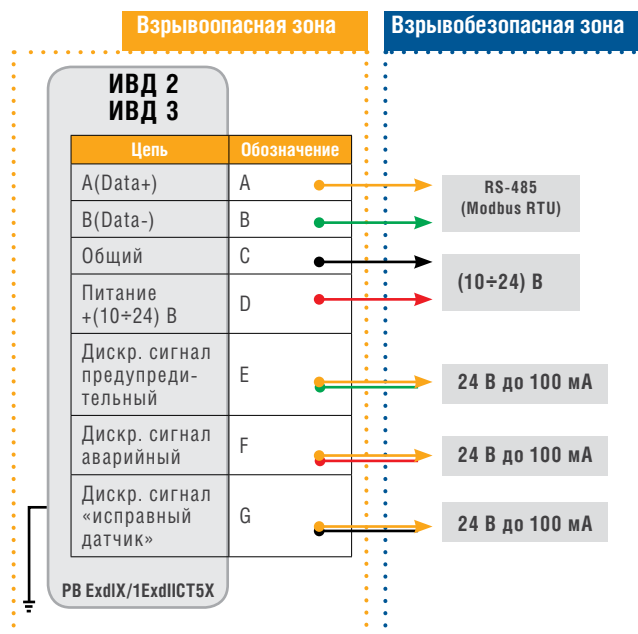 Взрывоопасная зона
Взрывобезопасная зона
ИВД 2
ИВД 3
Цепь
Обозначение
A(Data+)
A
RS-485
(Modbus RTU)
B(Data-)
B
Общий
C
(10÷24) В
Питание
+(10÷24) В
D
Дискр. сигнал
предупреди-
тельный
E
24 В до 100 мА
Дискр. сигнал
аварийный
F
24 В до 100 мА
Дискр. сигнал
«исправный
датчик»
G
24 В до 100 мА
РВ ExdIX/1ExdIICT5X